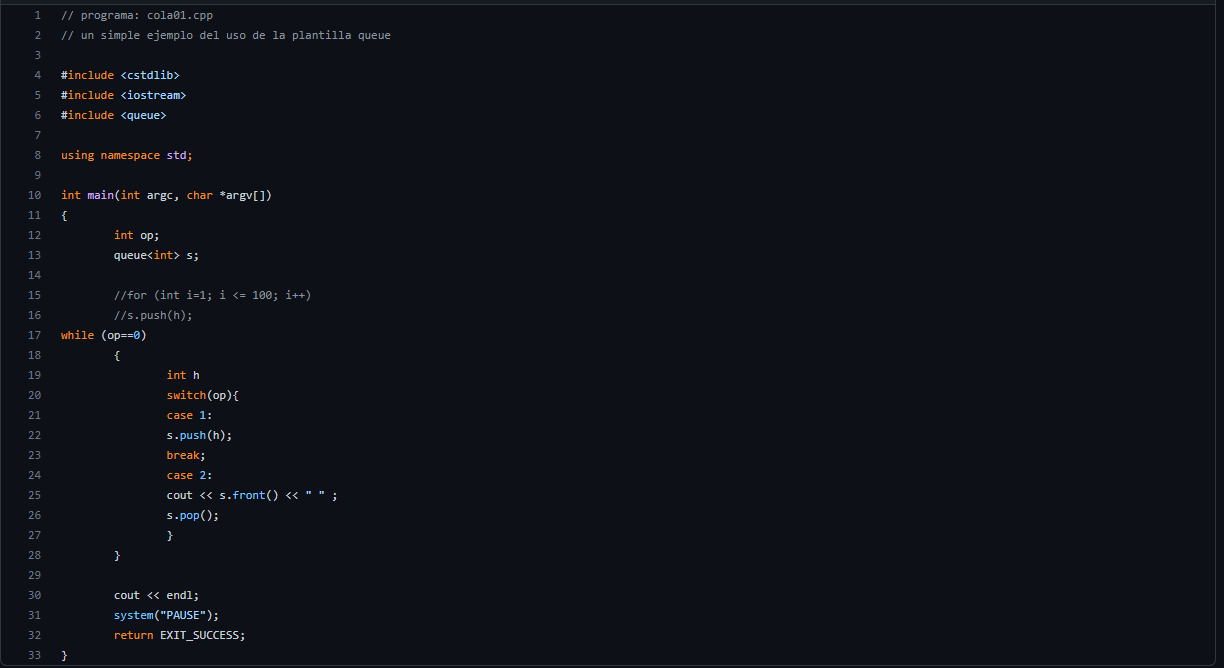 1 // programa: cola01.cpp
2 // un simple ejemplo del uso de la plantilla queue
3
4 #include <cstdlib>
5 #include <iostream>
6 #include <queue>
7
8 using namespace std;
9
10 int main(int argc, char *argv[])
11 {
12 int op;
13 queue<int> s;
14
15 //for (int i=1; i <= 100; i++)
16 //s.push(h);
17 while (op==0)
18 {
19 int h
20 switch(op){
21 case 1:
22 s.push(h);
23 break;
24 case 2:
25 cout << s.front() << " " ;
26 s.pop();
27 }
28 }
29
30 cout << endl;
31 system("PAUSE");
32 return EXIT_SUCCESS;
33 }